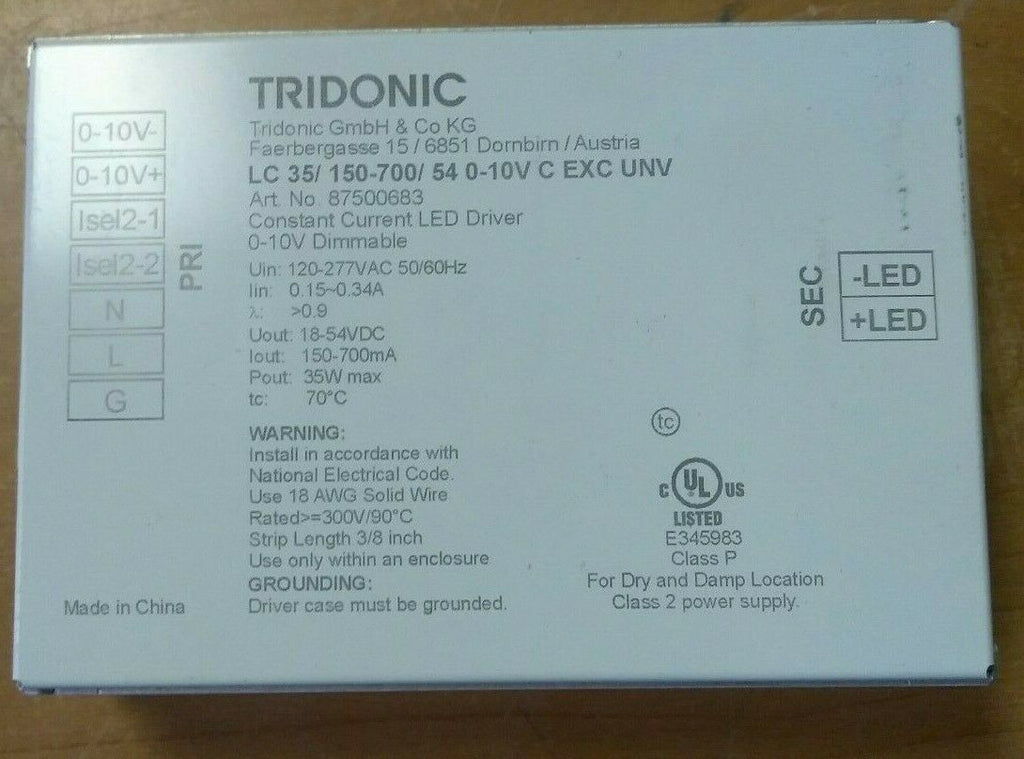 0-10V-
0-10V+
Isel2-1
Isel2-2
N
L
G
PRI
TRIDONIC
Tridonic GmbH & Co KG
Faerbergasse 15 / 6851 Dornbirn / Austria
LC 35/ 150-700/ 54 0-10V C EXC UNV
Art. No. 87500683
Constant Current LED Driver
0-10V Dimmable
Uin: 120-277VAC 50/60Hz
Iin: 0.15~0.34A
λ: >0.9
Uout: 18-54VDC
Iout: 150-700mA
Pout: 35W max
tc: 70°C
WARNING:
Install in accordance with
National Electrical Code.
Use 18 AWG Solid Wire
Rated>=300V/90°C
Strip Length 3/8 inch
Use only within an enclosure
GROUNDING:
Driver case must be grounded.
Made in China
SEC
-LED
+LED
tc
C UL US
LISTED
E345983
Class P
For Dry and Damp Location
Class 2 power supply.